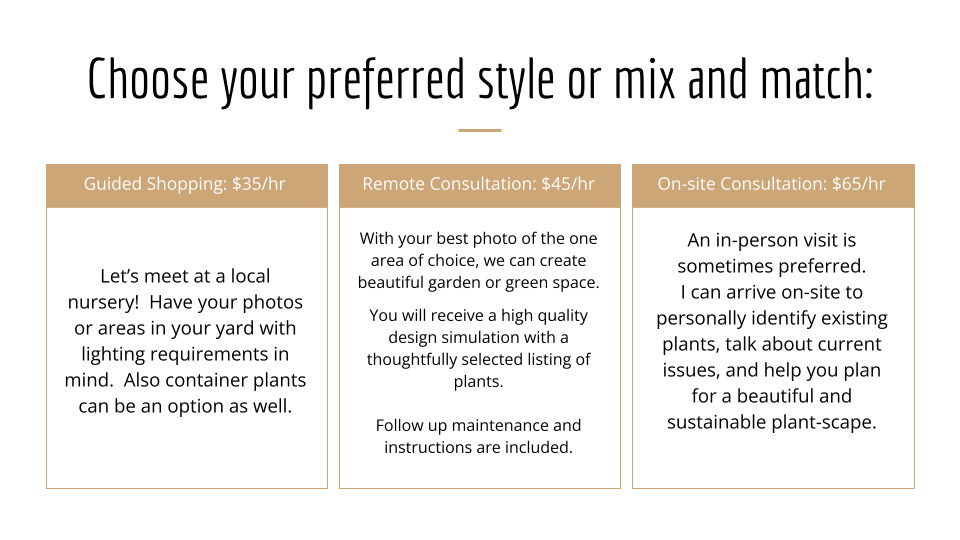 Choose your preferred style or mix and match:
Guided Shopping: $35/hr
Let’s meet at a local
nursery!  Have your photos
or areas in your yard with
lighting requirements in
mind.  Also container plants
can be an option as well.
Remote Consultation: $45/hr
With your best photo of the one
area of choice, we can create
beautiful garden or green space.
You will receive a high quality
design simulation with a
thoughtfully selected listing of
plants.
Follow up maintenance and
instructions are included.
On-site Consultation: $65/hr
An in-person visit is
sometimes preferred.
I can arrive on-site to
personally identify existing
plants, talk about current
issues, and help you plan
for a beautiful and
sustainable plant-scape.